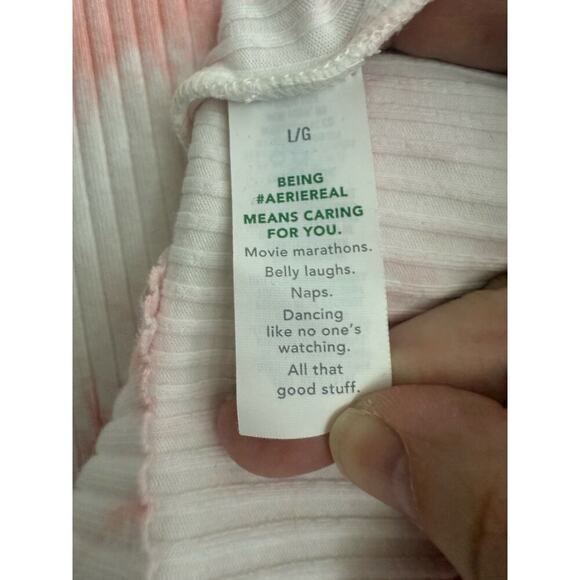 L/G
BEING
#AERIEREAL
MEANS CARING
FOR YOU.
Movie marathons.
Belly laughs.
Naps.
Dancing
like no one's
watching.
All that
good stuff.